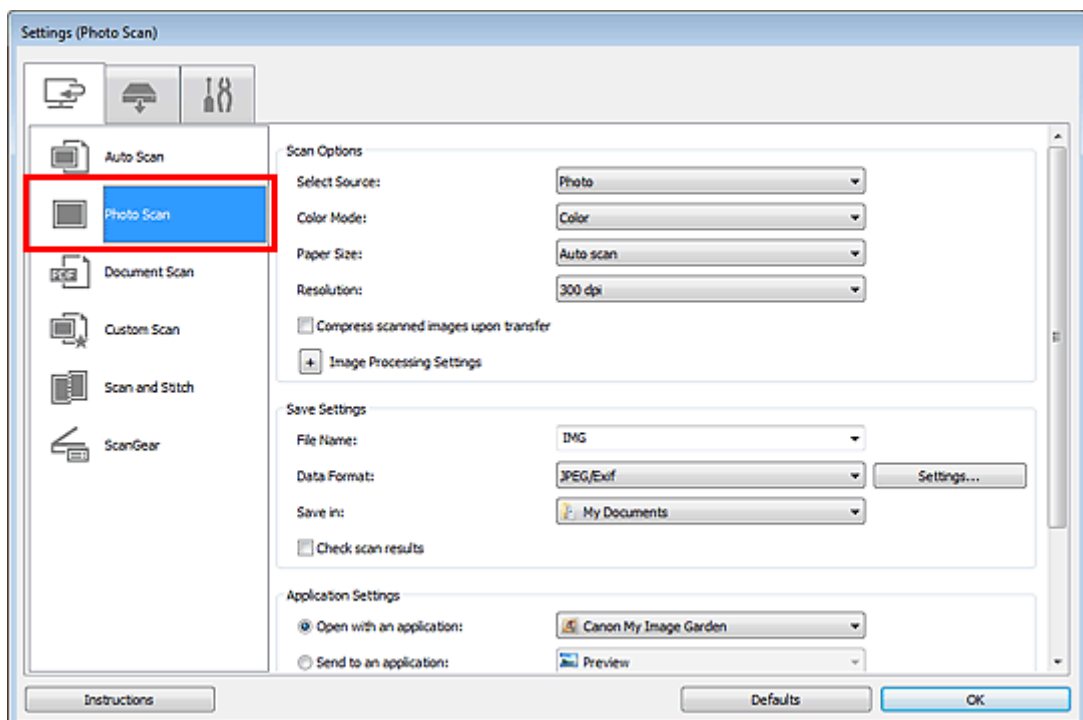 Settings (Photo Scan)
Auto Scan
Photo Scan
PDF
Document Scan
Custom Scan
Scan and Stitch
ScanGear
Scan Options
Select Source: Photo
Color Mode: Color
Paper Size: Auto scan
Resolution: 300 dpi
Compress scanned images upon transfer
+ Image Processing Settings
Save Settings
File Name: IMG
Data Format: JPEG/Exif Settings...
Save in: My Documents
Check scan results
Application Settings
Open with an application: Canon My Image Garden
Send to an application: Preview
Instructions Defaults OK